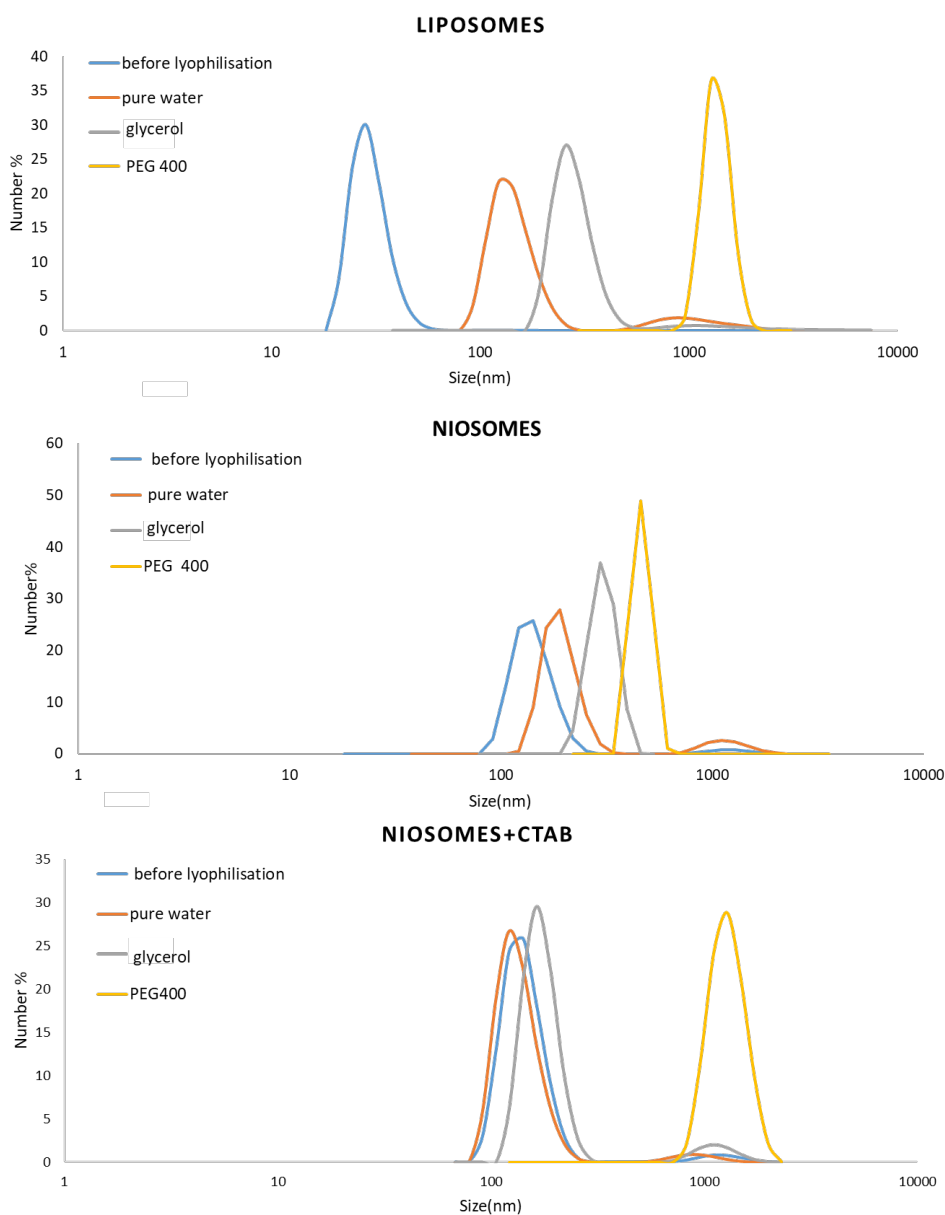 LIPOSOMES
40
35
30
25
20
15
10
5
0
Number %
before lyophilisation
pure water
glycerol
PEG 400
1 10 100 1000 10000
Size(nm)
NIOSOMES
60
50
40
30
20
10
0
Number%
before lyophilisation
pure water
glycerol
PEG 400
1 10 100 1000 10000
Size(nm)
NIOSOMES+CTAB
35
30
25
20
15
10
5
0
Number %
before lyophilisation
pure water
glycerol
PEG400
1 10 100 1000 10000
Size(nm)